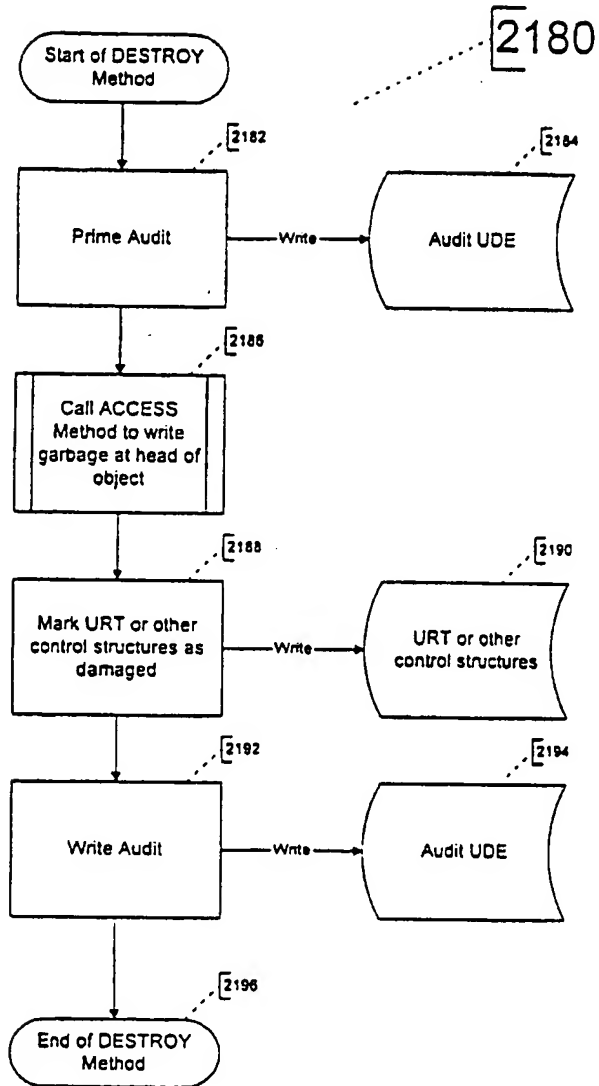 2180
Start of DESTROY
Method
2182
2184
Prime Audit
Write
Audit UDE
2186
Call ACCESS
Method to write
garbage at head of
object
2188
2190
Mark URT or other
control structures as
damaged
Write
URT or other
control structures
2192
2194
Write Audit
Write
Audit UDE
2196
End of DESTROY
Method